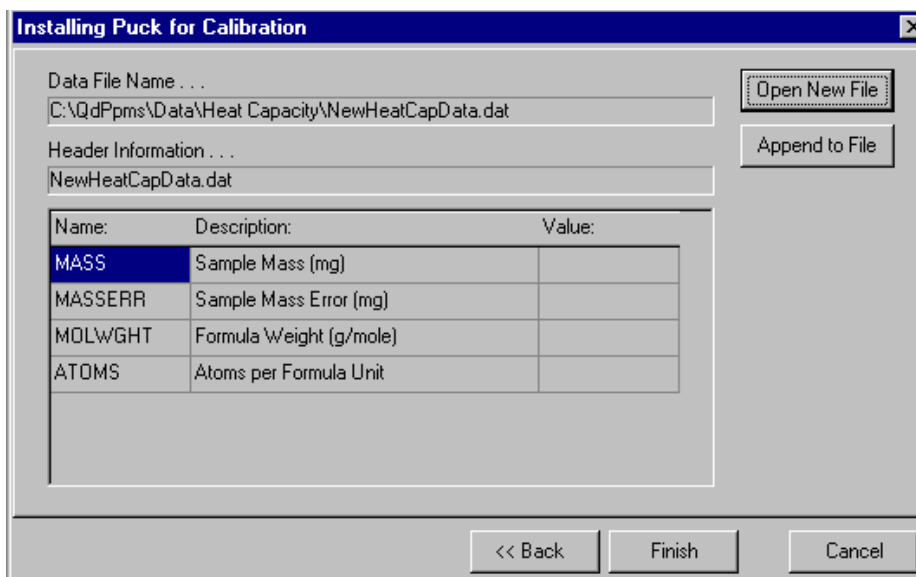 Installing Puck for Calibration
Data File Name . . .
C:\QdPpms\Data\Heat Capacity\NewHeatCapData.dat
Open New File
Header Information . . .
Append to File
NewHeatCapData.dat
Name: Description: Value:
MASS Sample Mass (mg)
MASSERR Sample Mass Error (mg)
MOLWGHT Formula Weight (g/mole)
ATOMS Atoms per Formula Unit
<< Back Finish Cancel